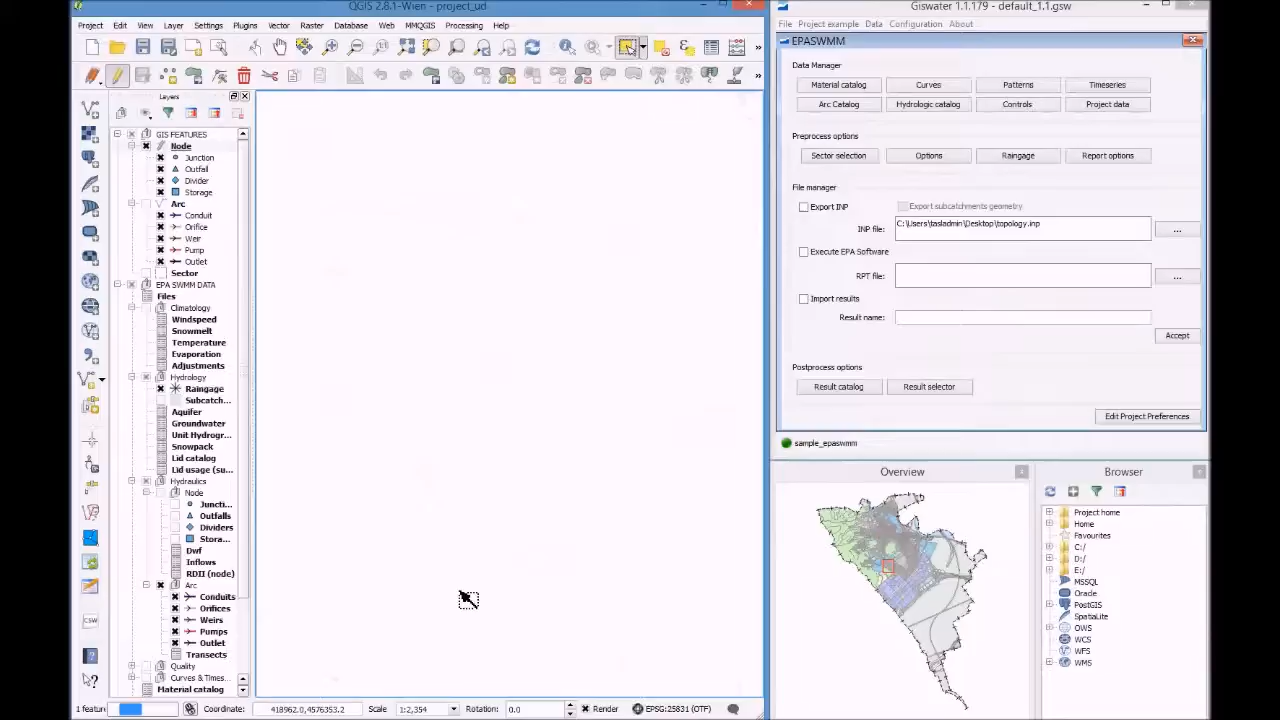 QGIS 2.8.1-Wien - project_ud
Project Edit View Layer Settings Plugins Vector Raster Database Web MMQGIS Processing Help
Layers
GIS FEATURES
Node
Junction
Outfall
Divider
Storage
Arc
Conduit
Orifice
Weir
Pump
Outlet
Sector
EPA SWMM DATA
Files
Climatology
Windspeed
Snowmelt
Temperature
Evaporation
Adjustments
Hydrology
Raingage
Subcatch...
Aquifer
Groundwater
Unit Hydrogr...
Snowpack
Lid catalog
Lid usage (su...
Hydraulics
Node
Juncti...
Outfalls
Dividers
Stora...
Dwf
Inflows
RDII (node)
Arc
Conduits
Orifices
Weirs
Pumps
Outlet
Transects
Quality
Curves & Times...
Material catalog
CSW
1 featur
Coordinate: 418962.0,4576353.2 Scale 1:2,354 Rotation: 0.0 Render EPSG:25831 (OTF)
Giswater 1.1.179 - default_1.1.gsw
File Project example Data Configuration About
EPASWMM
Data Manager
Material catalog Curves Patterns Timeseries
Arc Catalog Hydrologic catalog Controls Project data
Preprocess options
Sector selection Options Raingage Report options
File manager
Export INP Export subcatchments geometry
INP file: C:\Users\tasladmin\Desktop\topology.inp ...
Execute EPA Software
RPT file: ...
Import results
Result name:
Accept
Postprocess options
Result catalog Result selector
Edit Project Preferences
sample_epaswmm
Overview
Browser
Project home
Home
Favourites
C:/
D:/
E:/
MSSQL
Oracle
PostGIS
SpatiaLite
OWS
WCS
WFS
WMS